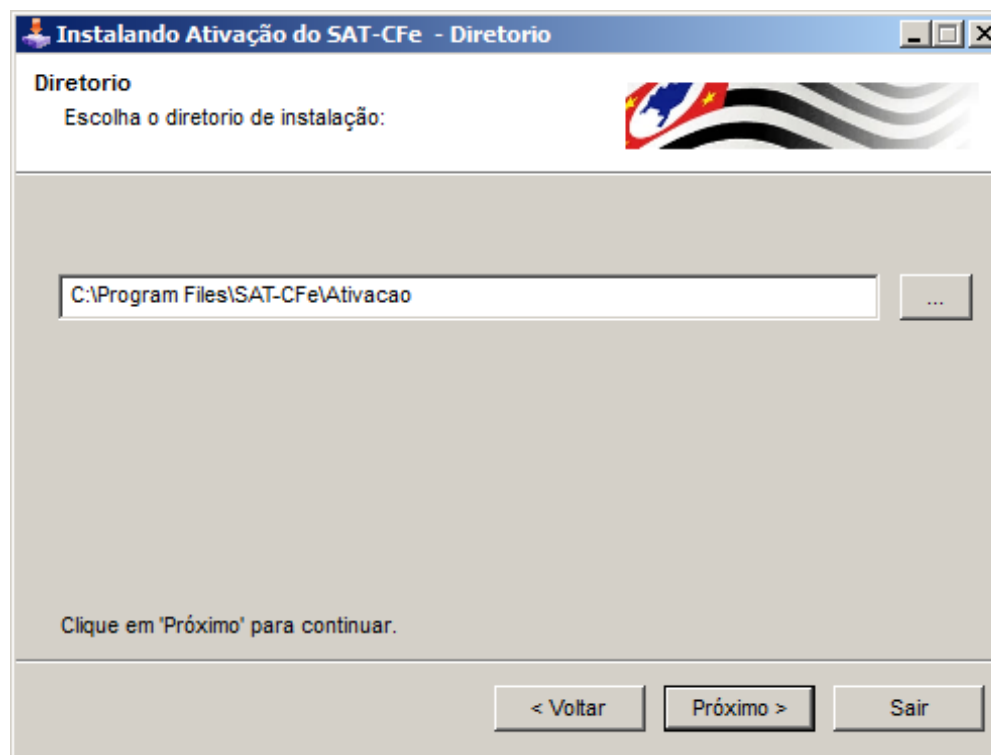 Instalando Ativação do SAT-CFe - Diretorio
Diretorio
Escolha o diretorio de instalação:
C:\Program Files\SAT-CFe\Ativacao
...
Clique em 'Próximo' para continuar.
< Voltar
Próximo >
Sair